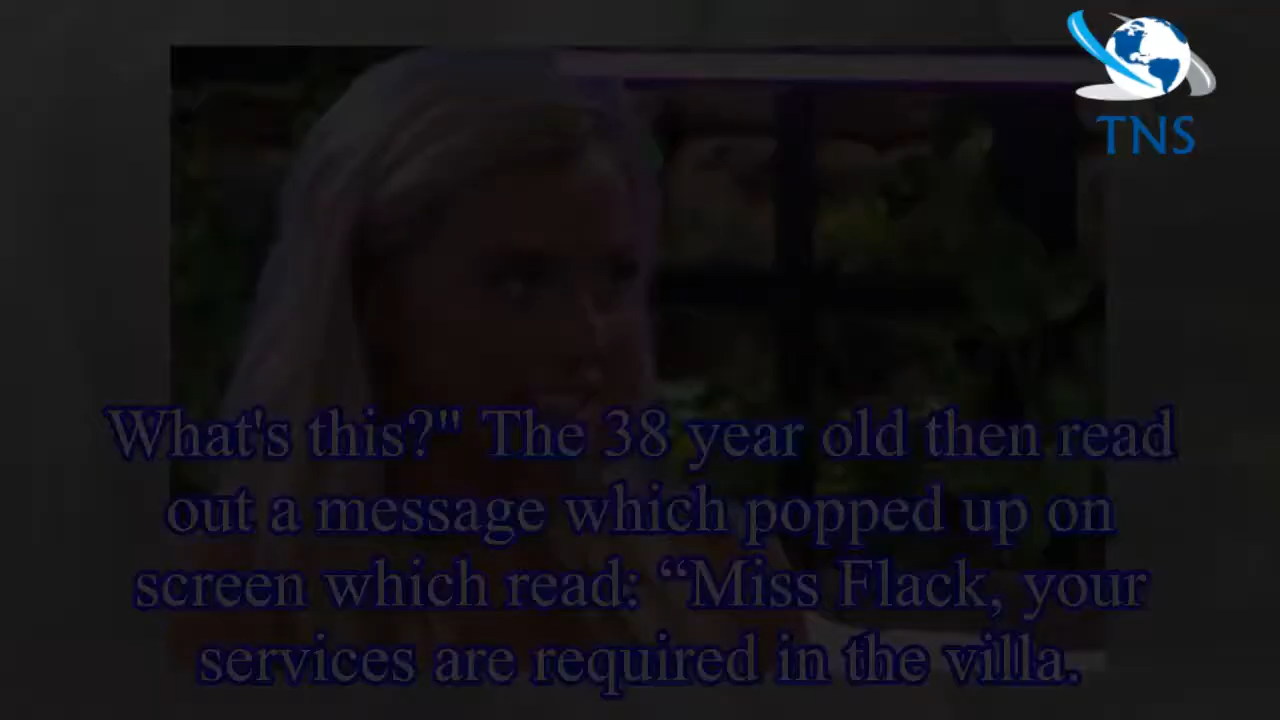 TNS
What's this?" The 38 year old then read
out a message which popped up on
screen which read: “Miss Flack, your
services are required in the villa.